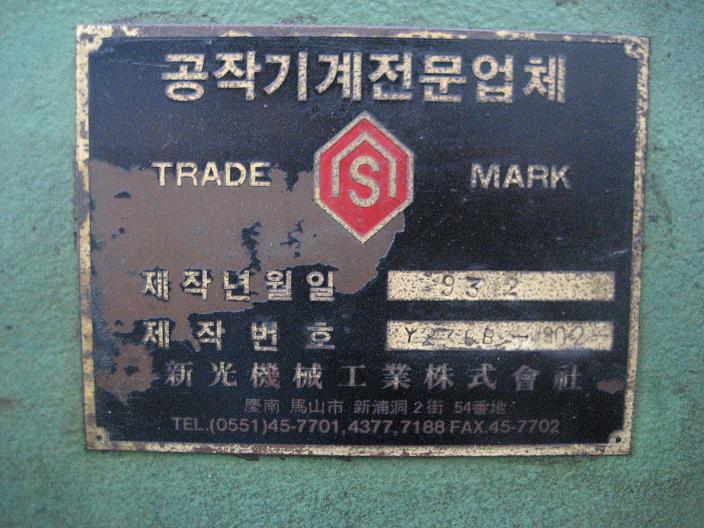 공작기계전문업체
TRADE S MARK
제작년월일 93 2
제작번호
新光機械工業株式會社
慶南 馬山市 新浦洞 2街 54番地
TEL.(0551)45-7701,4377,7188 FAX.45-7702